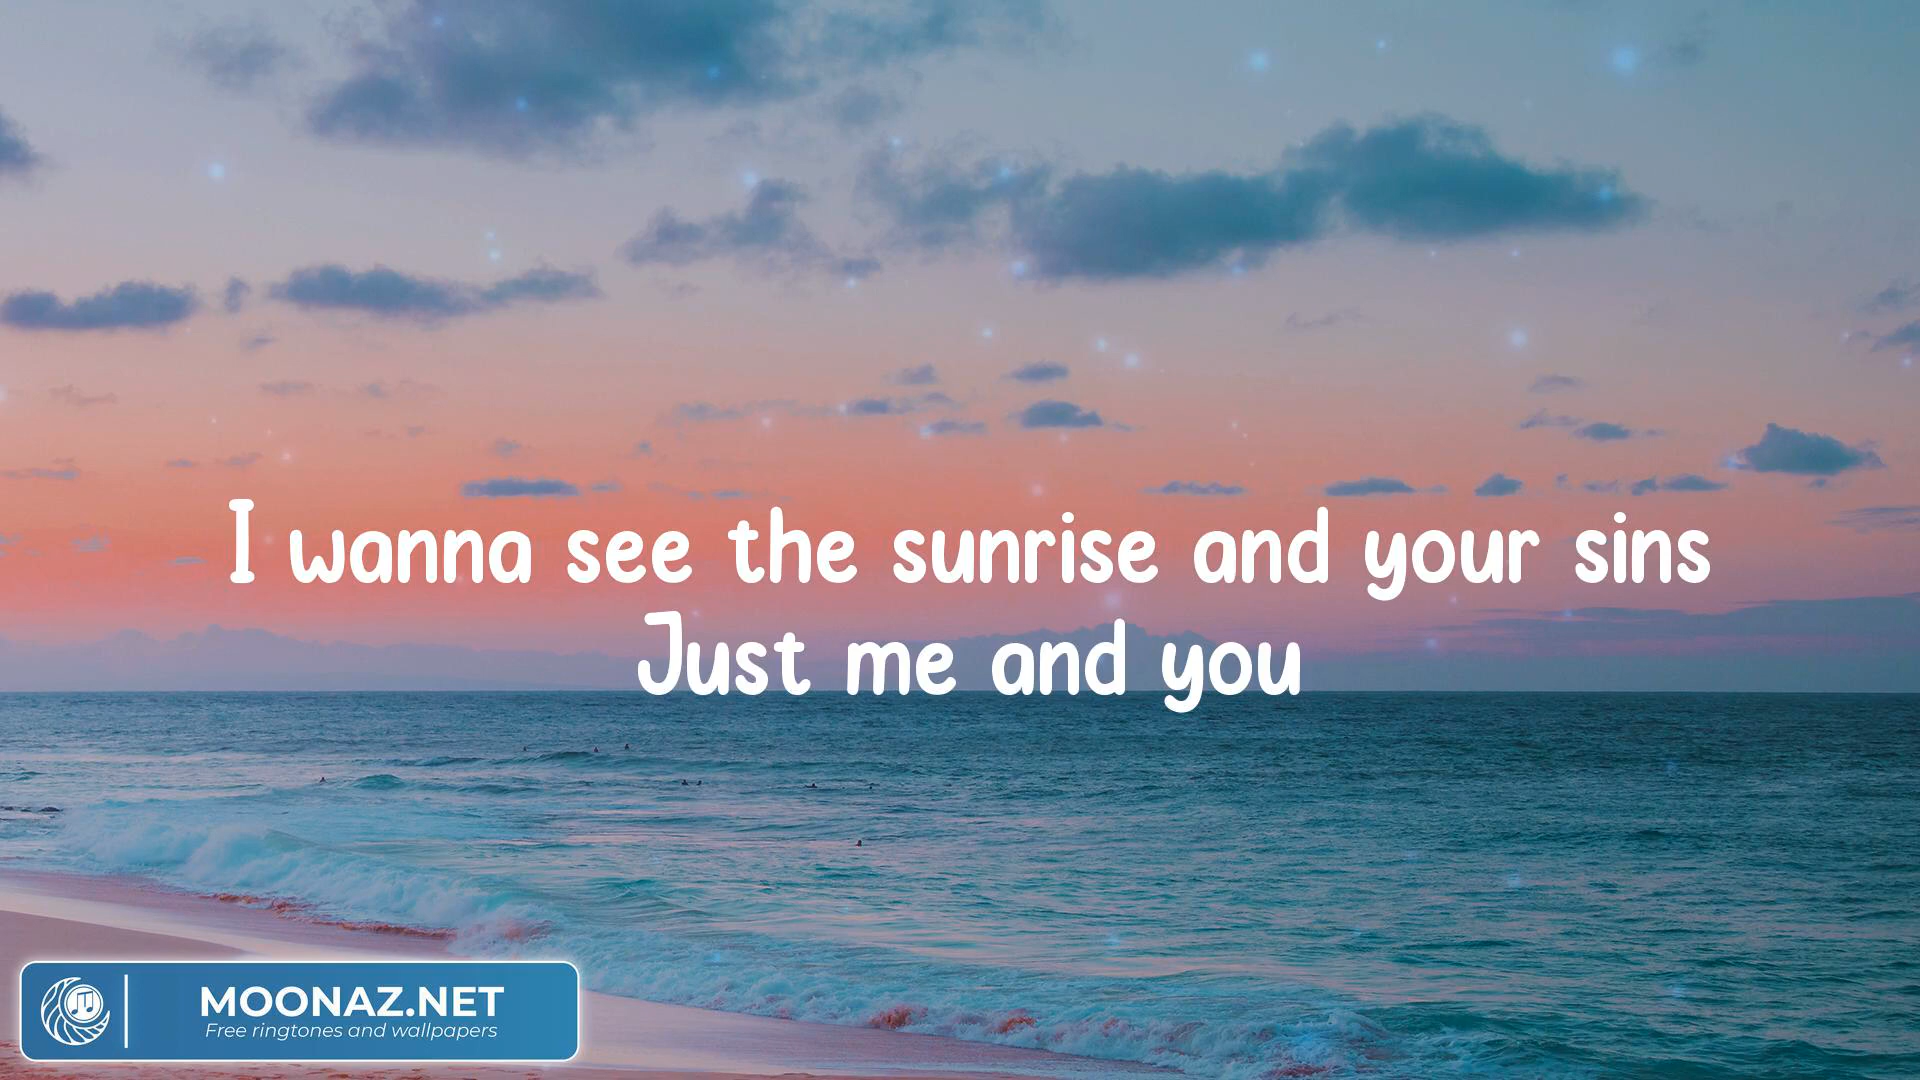 I wanna see the sunrise and your sins
Just me and you
MOONAZ.NET
Free ringtones and wallpapers